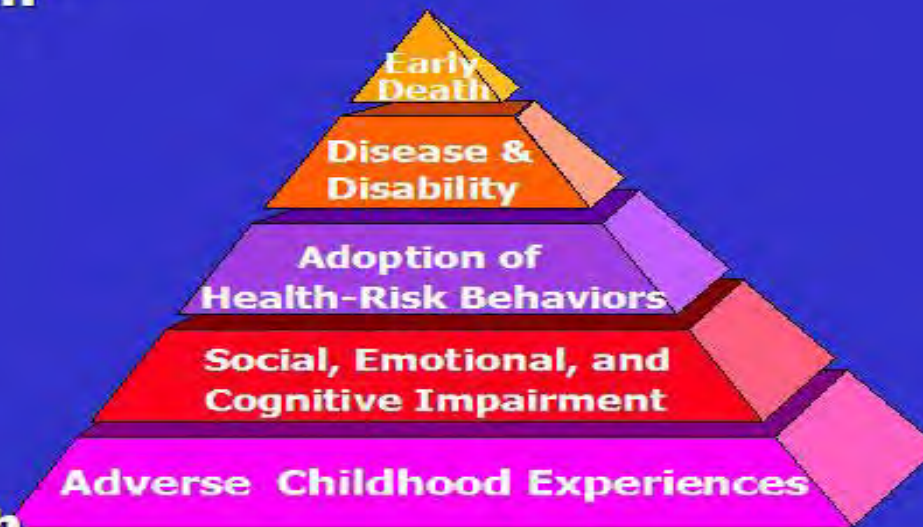 Early
Death
Disease &
Disability
Adoption of
Health-Risk Behaviors
Social, Emotional, and
Cognitive Impairment
Adverse Childhood Experiences